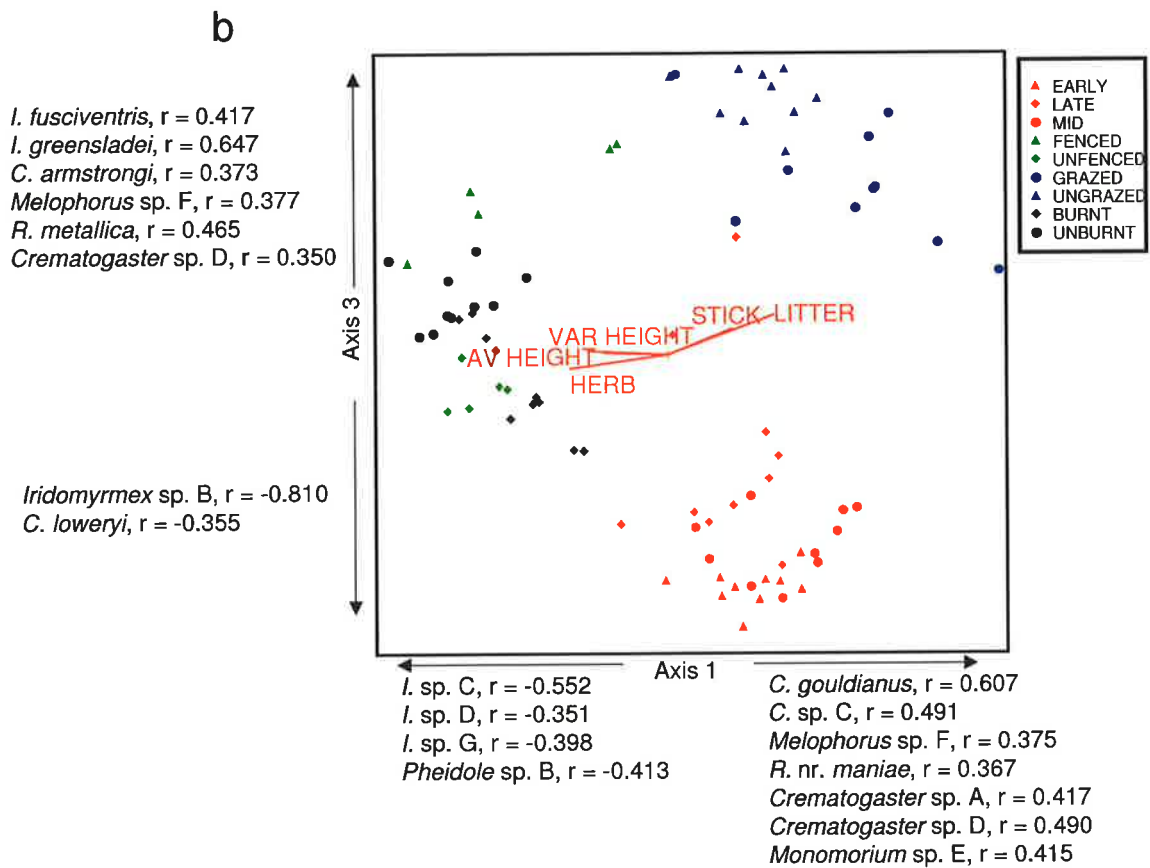 b
I. fusciventris, r = 0.417
I. greensladei, r = 0.647
C. armstrongi, r = 0.373
Melophorus sp. F, r = 0.377
R. metallica, r = 0.465
Crematogaster sp. D, r = 0.350
Axis 3
Iridomyrmex sp. B, r = -0.810
C. loweryi, r = -0.355
STICK LITTER
VAR HEIGHT
AV HEIGHT
HERB
EARLY
LATE
MID
FENCED
UNFENCED
GRAZED
UNGRAZED
BURNT
UNBURNT
Axis 1
I. sp. C, r = -0.552
I. sp. D, r = -0.351
I. sp. G, r = -0.398
Pheidole sp. B, r = -0.413
C. gouldianus, r = 0.607
C. sp. C, r = 0.491
Melophorus sp. F, r = 0.375
R. nr. maniae, r = 0.367
Crematogaster sp. A, r = 0.417
Crematogaster sp. D, r = 0.490
Monomorium sp. E, r = 0.415